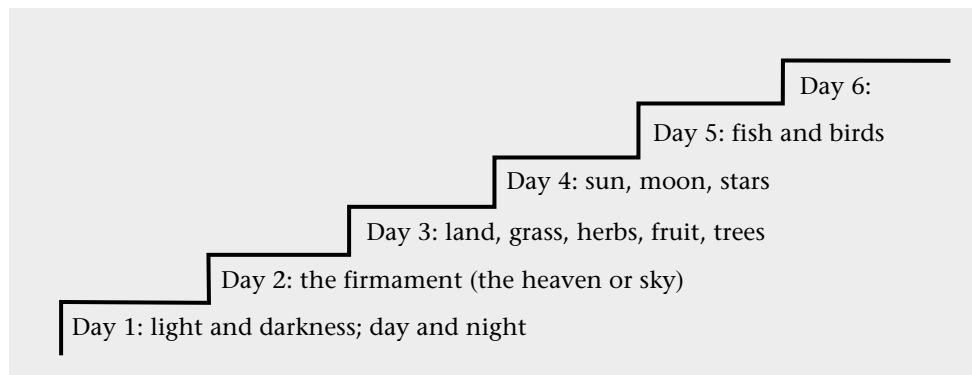 Day 6:
Day 5: fish and birds
Day 4: sun, moon, stars
Day 3: land, grass, herbs, fruit, trees
Day 2: the firmament (the heaven or sky)
Day 1: light and darkness; day and night